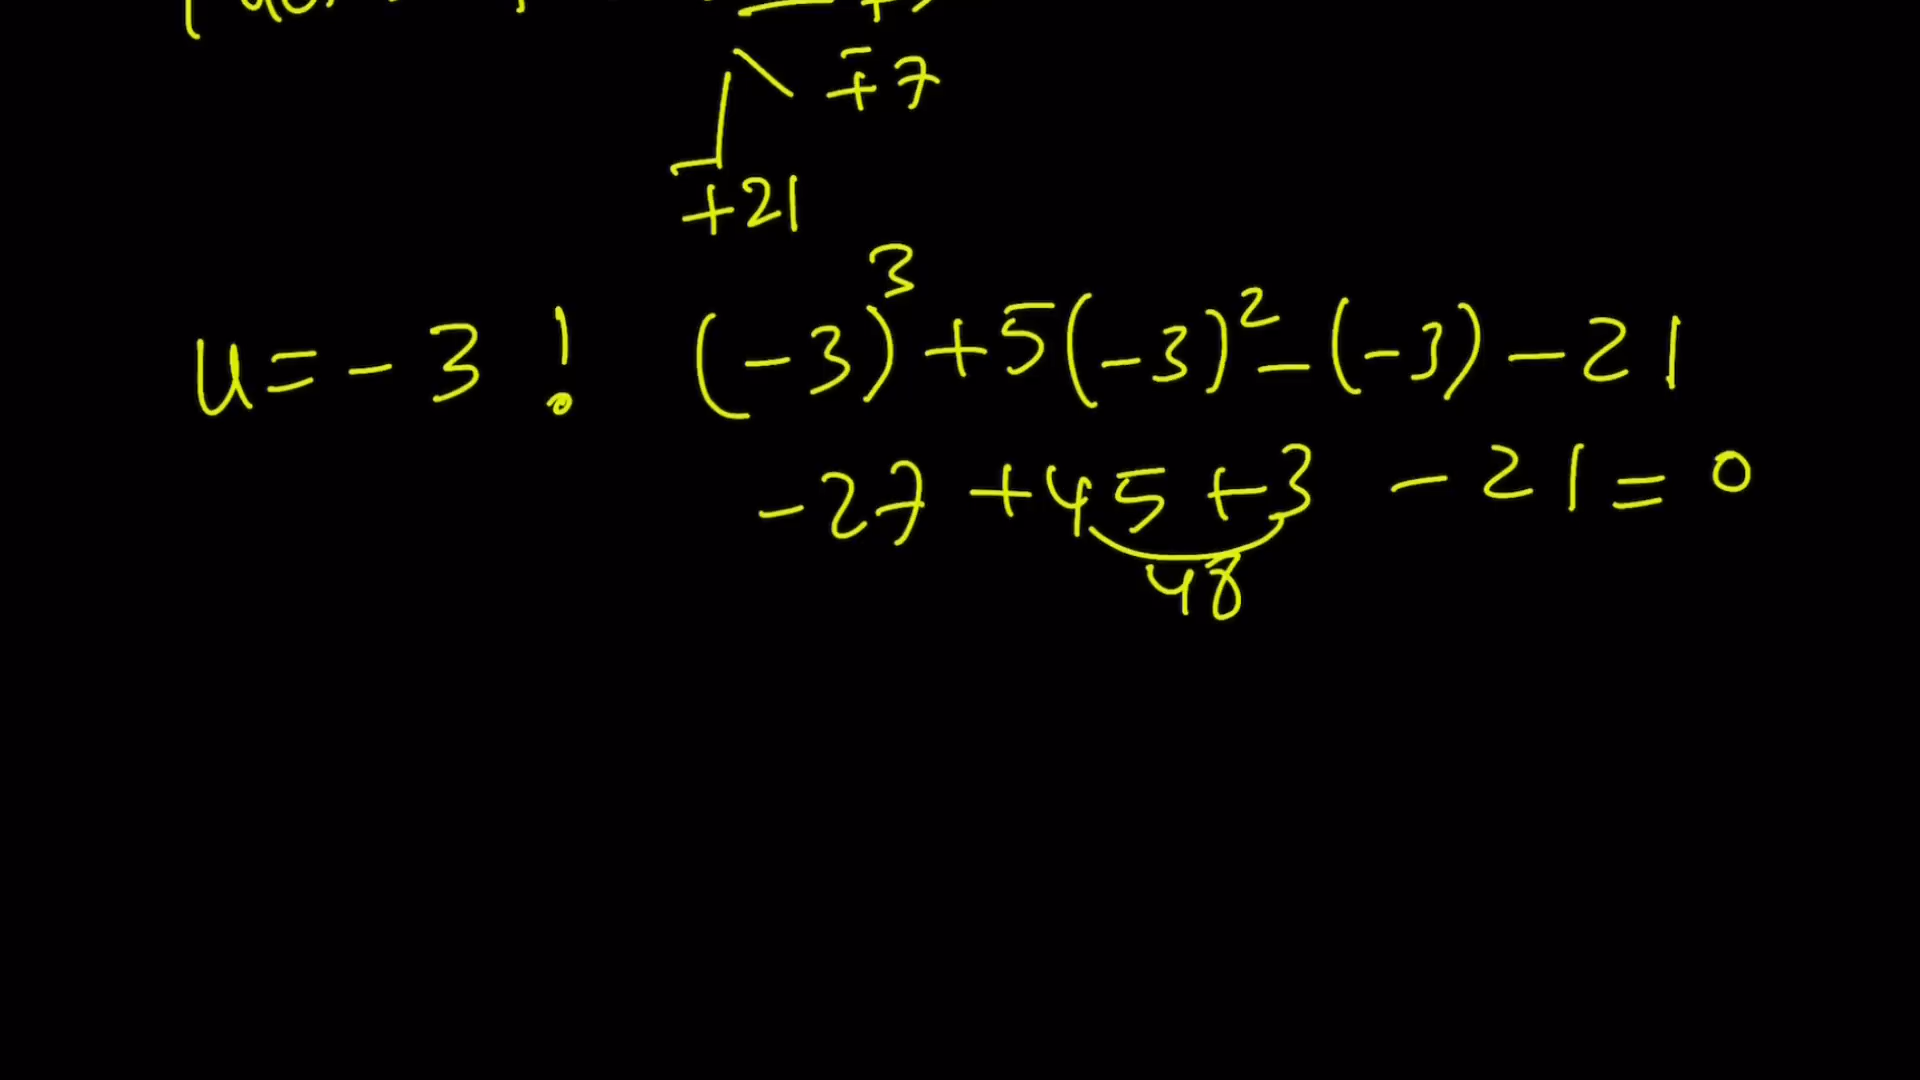 ∓7
∓21
u = -3 ! (-3)³ + 5(-3)² - (-3) - 21
-27 + 45 + 3 - 21 = 0
48